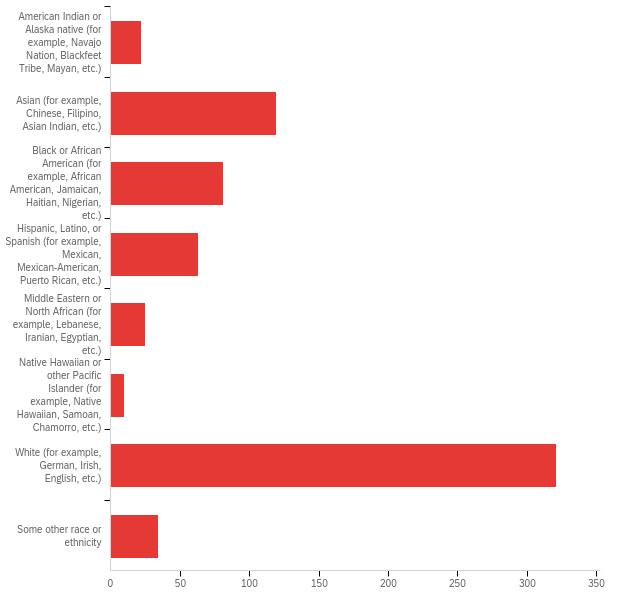 American Indian or
Alaska native (for
example, Navajo
Nation, Blackfeet
Tribe, Mayan, etc.)
Asian (for example,
Chinese, Filipino,
Asian Indian, etc.)
Black or African
American (for
example, African
American, Jamaican,
Haitian, Nigerian,
etc.)
Hispanic, Latino, or
Spanish (for example,
Mexican,
Mexican-American,
Puerto Rican, etc.)
Middle Eastern or
North African (for
example, Lebanese,
Iranian, Egyptian,
etc.)
Native Hawaiian or
other Pacific
Islander (for
example, Native
Hawaiian, Samoan,
Chamorro, etc.)
White (for example,
German, Irish,
English, etc.)
Some other race or
ethnicity
0 50 100 150 200 250 300 350